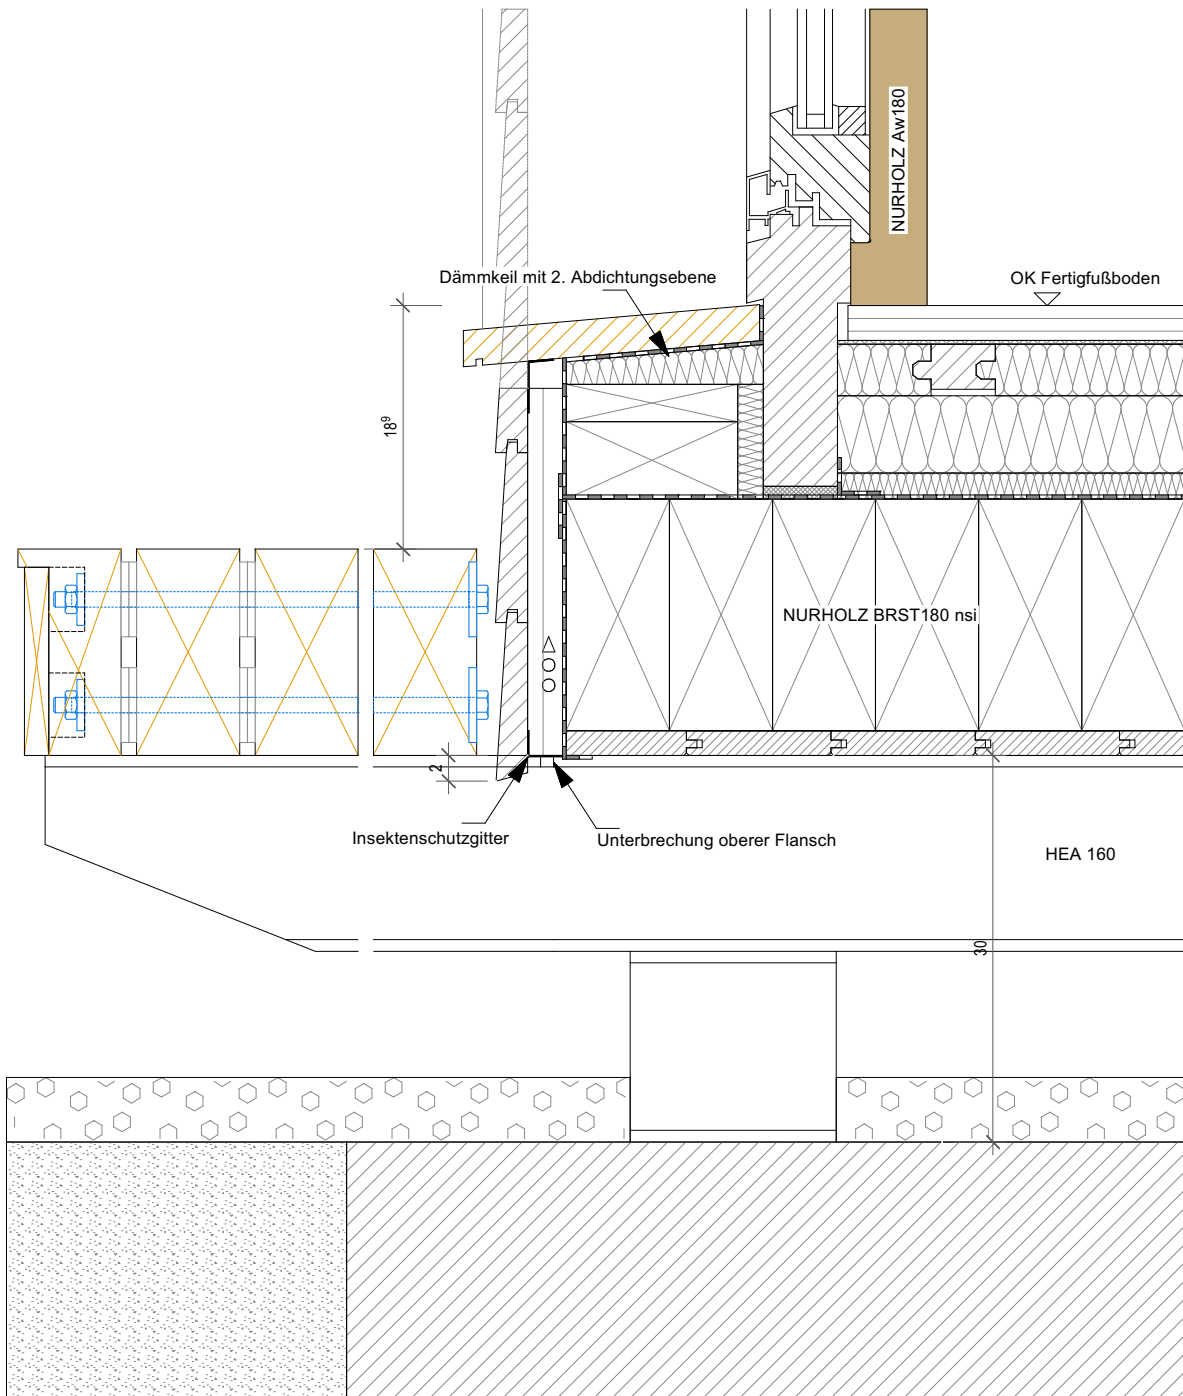 NURHOLZ Aw180
Dämmkeil mit 2. Abdichtungsebene
OK Fertigfußboden
18⁹
NURHOLZ BRST180 nsi
2
Insektenschutzgitter
Unterbrechung oberer Flansch
HEA 160
30